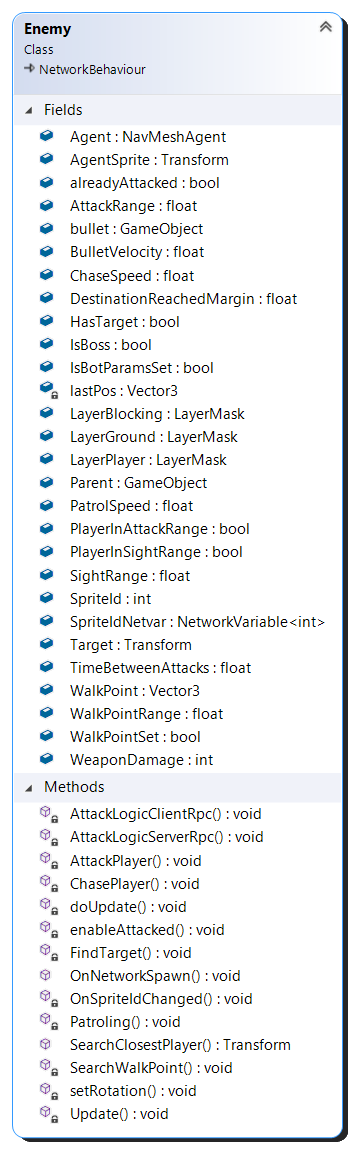 Enemy
Class
NetworkBehaviour
Fields
Agent : NavMeshAgent
AgentSprite : Transform
alreadyAttacked : bool
AttackRange : float
bullet : GameObject
BulletVelocity : float
ChaseSpeed : float
DestinationReachedMargin : float
HasTarget : bool
IsBoss : bool
IsBotParamsSet : bool
lastPos : Vector3
LayerBlocking : LayerMask
LayerGround : LayerMask
LayerPlayer : LayerMask
Parent : GameObject
PatrolSpeed : float
PlayerInAttackRange : bool
PlayerInSightRange : bool
SightRange : float
SpriteId : int
SpriteIdNetvar : NetworkVariable<int>
Target : Transform
TimeBetweenAttacks : float
WalkPoint : Vector3
WalkPointRange : float
WalkPointSet : bool
WeaponDamage : int
Methods
AttackLogicClientRpc() : void
AttackLogicServerRpc() : void
AttackPlayer() : void
ChasePlayer() : void
doUpdate() : void
enableAttacked() : void
FindTarget() : void
OnNetworkSpawn() : void
OnSpriteIdChanged() : void
Patroling() : void
SearchClosestPlayer() : Transform
SearchWalkPoint() : void
setRotation() : void
Update() : void